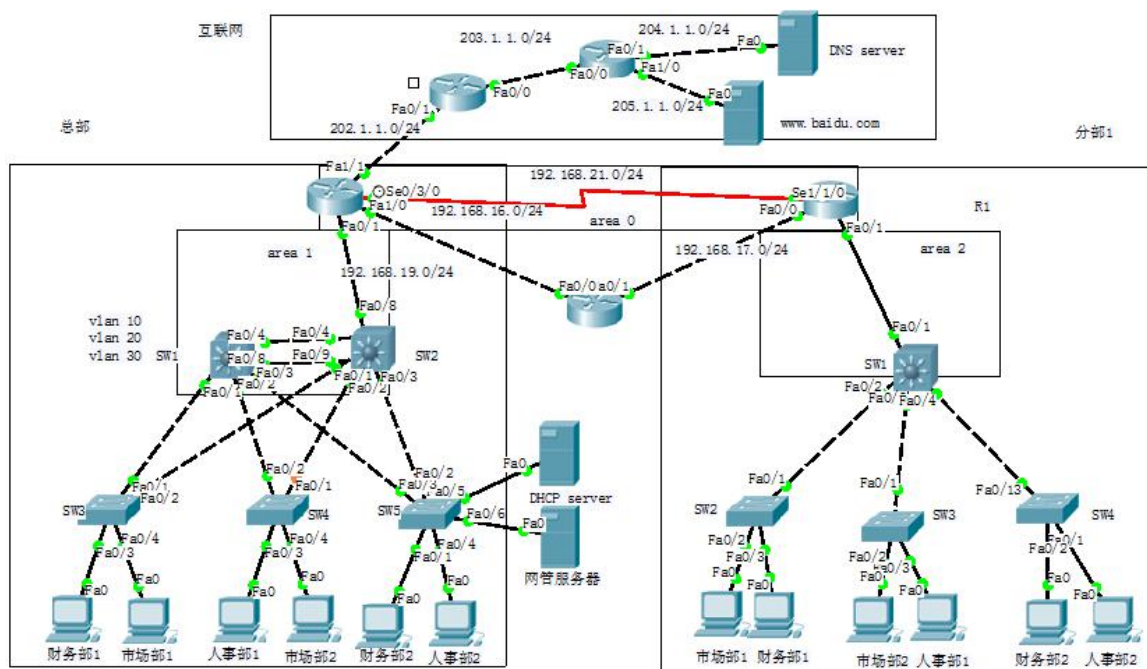 互联网
204.1.1.0/24
203.1.1.0/24
Fa0/1
Fa0
DNS server
Fa0/0
Fa1/0
Fa0/0
Fa0
Fa0/1
205.1.1.0/24
www.baidu.com
202.1.1.0/24
总部
分部1
Fa1/1
192.168.21.0/24
Se0/3/0
Se1/1/0
192.168.16.0/24
Fa1/0
Fa0/0
R1
Fa0/1
area 0
Fa0/1
area 1
192.168.17.0/24
area 2
192.168.19.0/24
Fa0/0
a0/1
Fa0/8
vlan 10
vlan 20
vlan 30
Fa0/4
Fa0/4
Fa0/1
SW1
Fa0/8
Fa0/9
SW2
Fa0/3
Fa0/1
Fa0/3
SW1
Fa0/2
Fa0/2
Fa0/1
Fa0/2
Fa0/4
Fa0/2
Fa0/2
Fa0
Fa0/1
Fa0/1
Fa0/3
Fa0/1
Fa0/1
Fa0/2
Fa0/5
DHCP server
Fa0/13
SW3
SW4
SW5
Fa0/6
Fa0
SW2
SW3
SW4
Fa0/3
Fa0/4
Fa0/3
Fa0/4
Fa0/1
Fa0/4
Fa0/2
Fa0/3
Fa0/2
Fa0/3
Fa0/2
Fa0/1
网管服务器
Fa0
Fa0
Fa0
Fa0
Fa0
Fa0
Fa0
Fa0
Fa0
Fa0
Fa0
Fa0
财务部1
市场部1
人事部1
市场部2
财务部2
人事部2
市场部1
财务部1
市场部2
人事部1
财务部2
人事部2